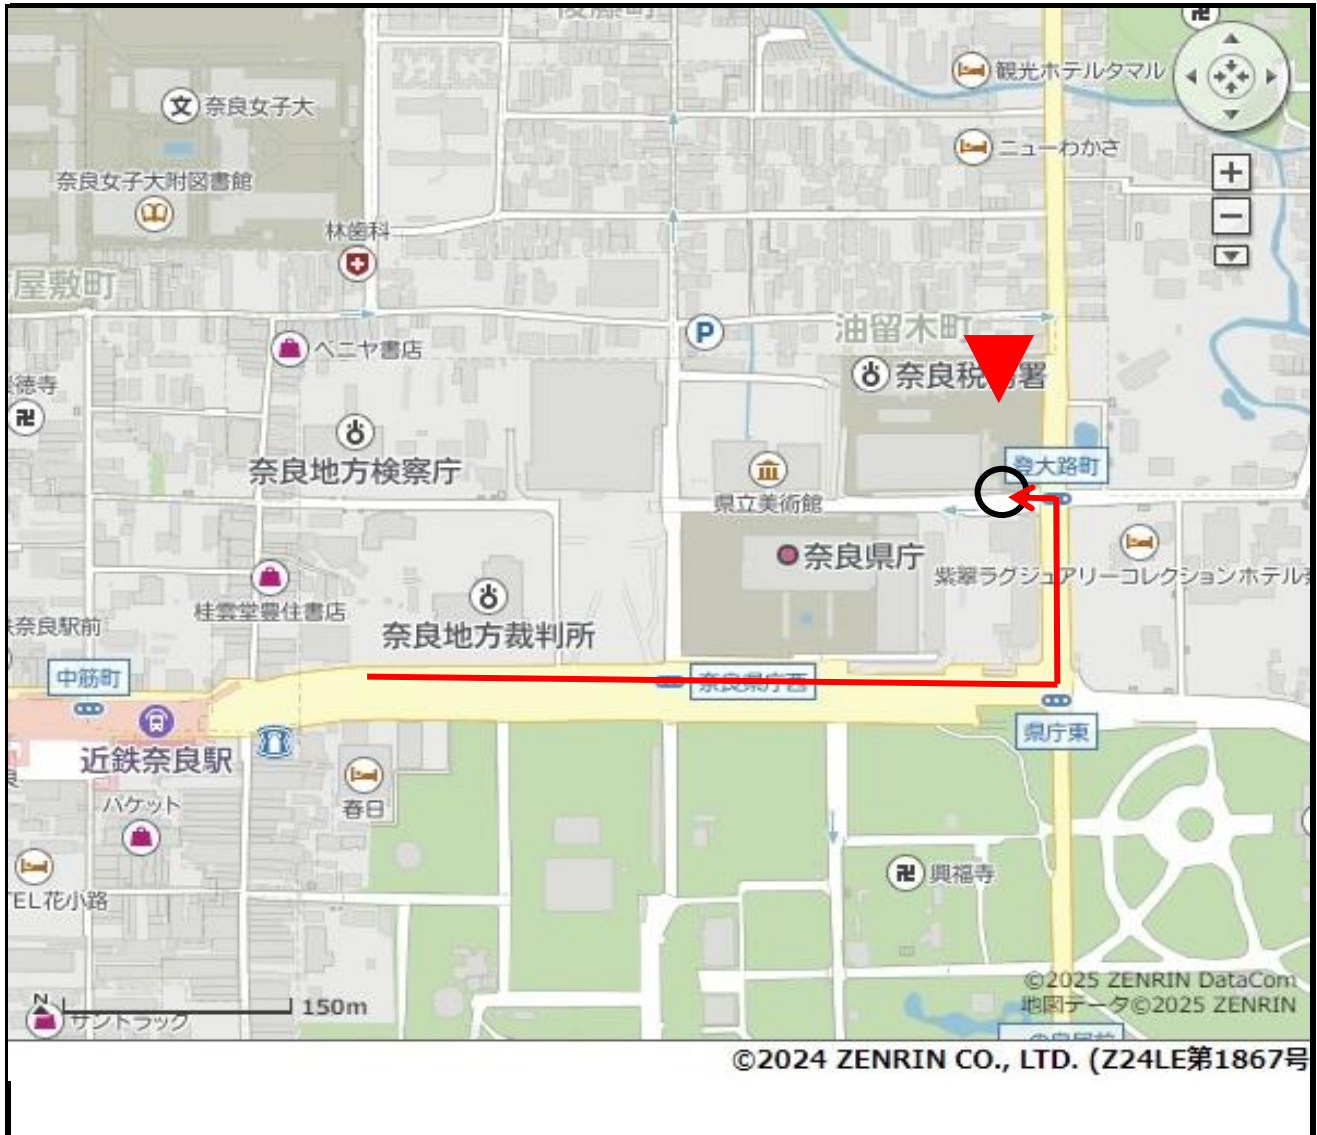 観光ホテルタマル
奈良女子大
ニューわかさ
奈良女子大附図書館
林歯科
屋敷町
油留木町
P
ベニヤ書店
奈良税
署
徳寺
奈良地方検察庁
登大路町
県立美術館
奈良県庁
紫翠ラグジュアリーコレクションホテル
桂雲堂豊住書店
奈良駅前
奈良地方裁判所
中筋町
奈良県庁西
県庁東
近鉄奈良駅
バケット
春日
興福寺
TEL花小路
©2025 ZENRIN DataCom
地図データ©2025 ZENRIN
N
150m
サントラック
©2024 ZENRIN CO., LTD. (Z24LE第1867号